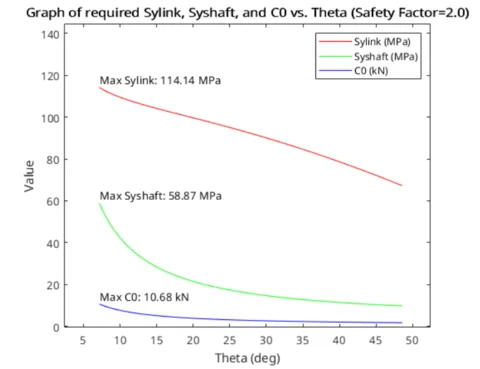 Graph of required Sylink, Syshaft, and C0 vs. Theta (Safety Factor=2.0)
140
120
100
80
60
40
20
0
Value
Sylink (MPa)
Syshaft (MPa)
C0 (kN)
Max Sylink: 114.14 MPa
Max Syshaft: 58.87 MPa
Max C0: 10.68 kN
5 10 15 20 25 30 35 40 45 50
Theta (deg)